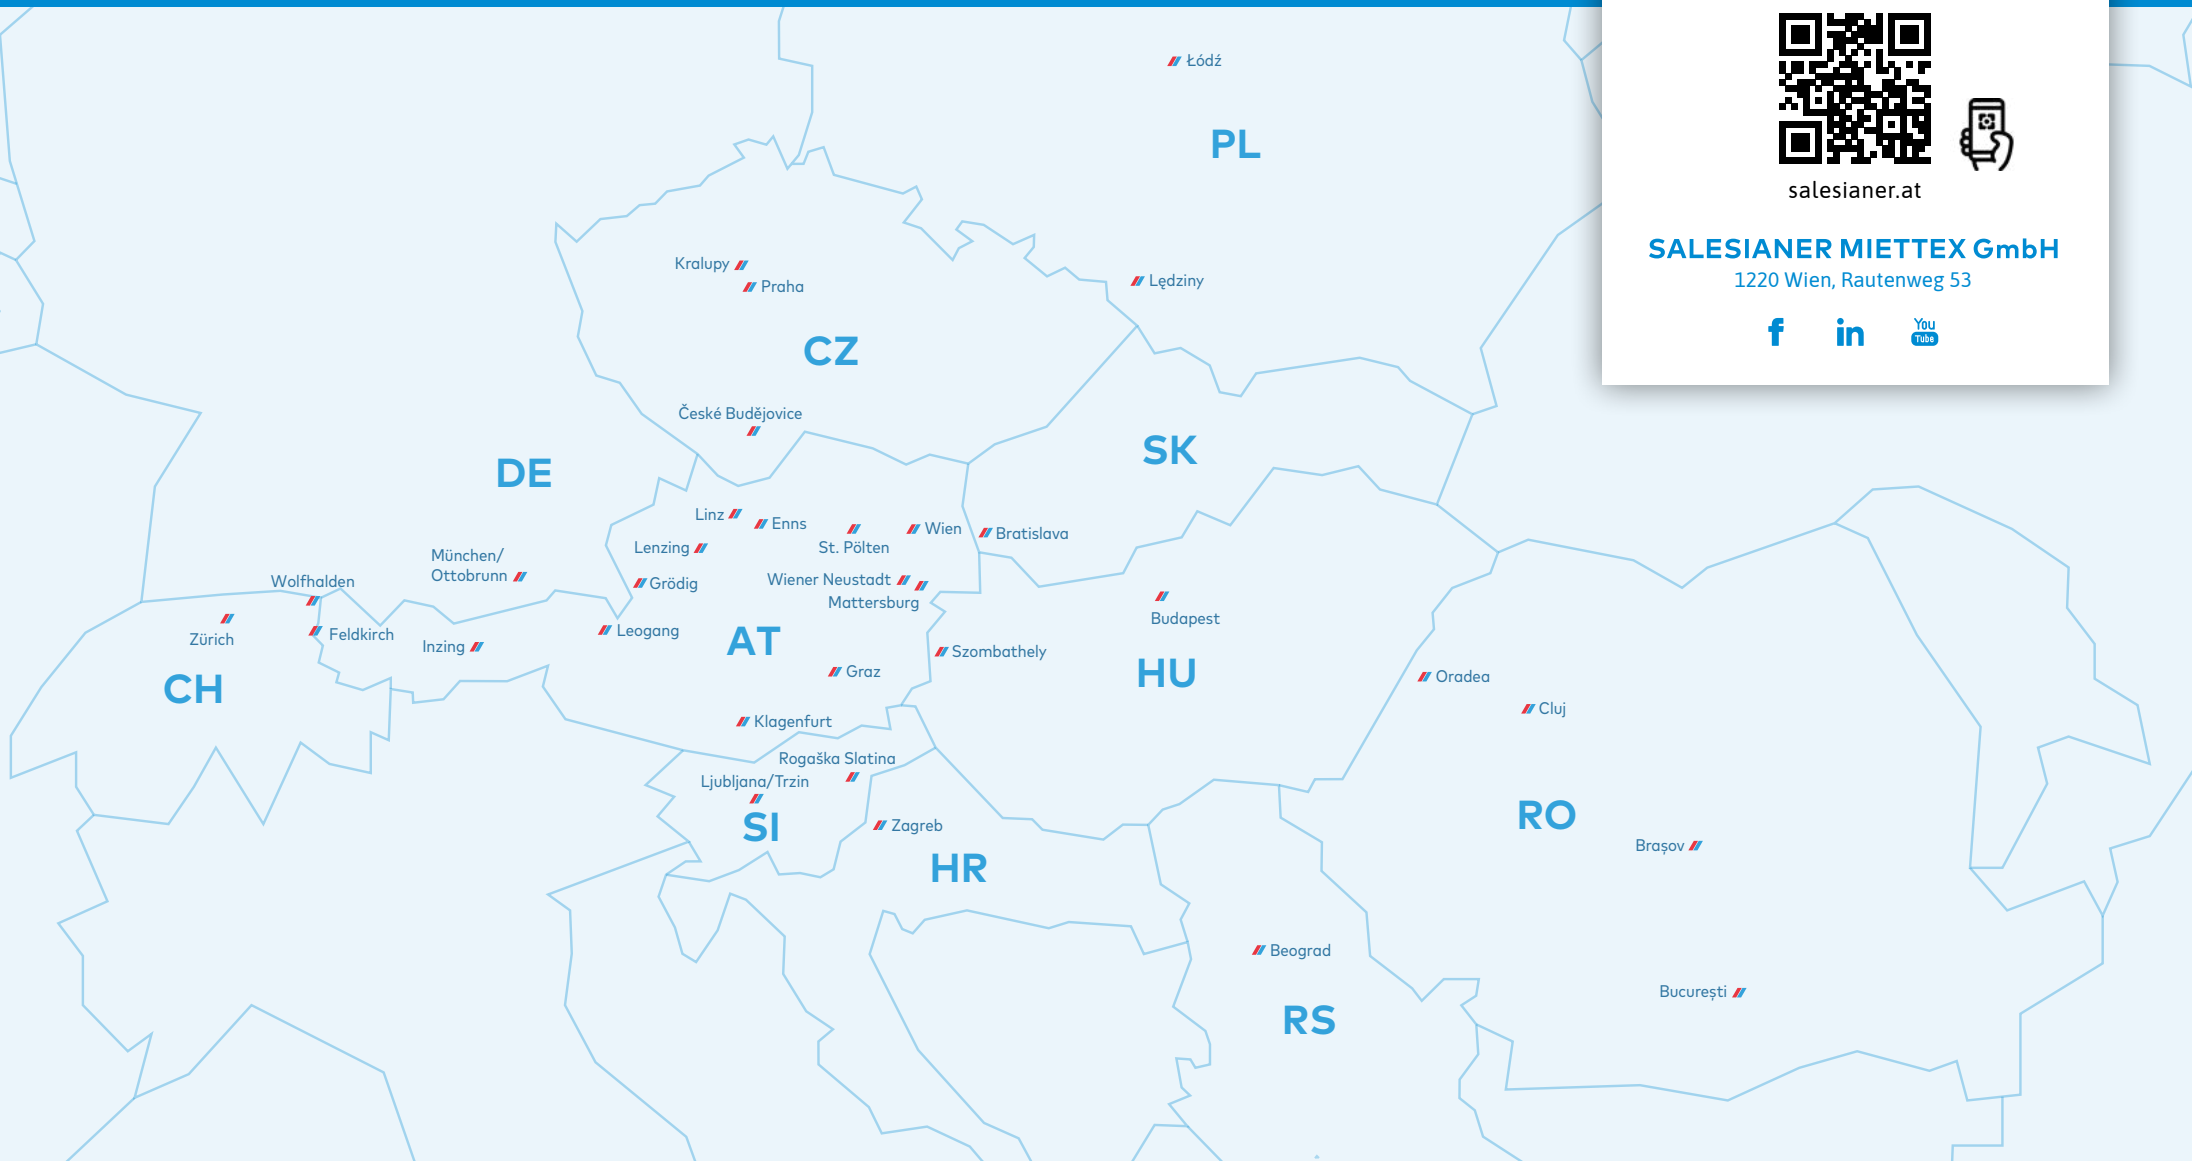 Łódź
PL
salesianer.at
SALESIANER MIETTEX GmbH
1220 Wien, Rautenweg 53
f
in
You
Tube
Kralupy
Praha
Lędziny
CZ
České Budějovice
DE
SK
Linz
Enns
St. Pölten
Wien
Bratislava
Lenzing
München/
Ottobrunn
Grödig
Wiener Neustadt
Mattersburg
Wolfhalden
Zürich
Feldkirch
Inzing
Leogang
AT
Budapest
Szombathely
HU
CH
Graz
Oradea
Cluj
Klagenfurt
Rogaška Slatina
Ljubljana/Trzin
SI
Zagreb
HR
RO
Brașov
Beograd
București
RS